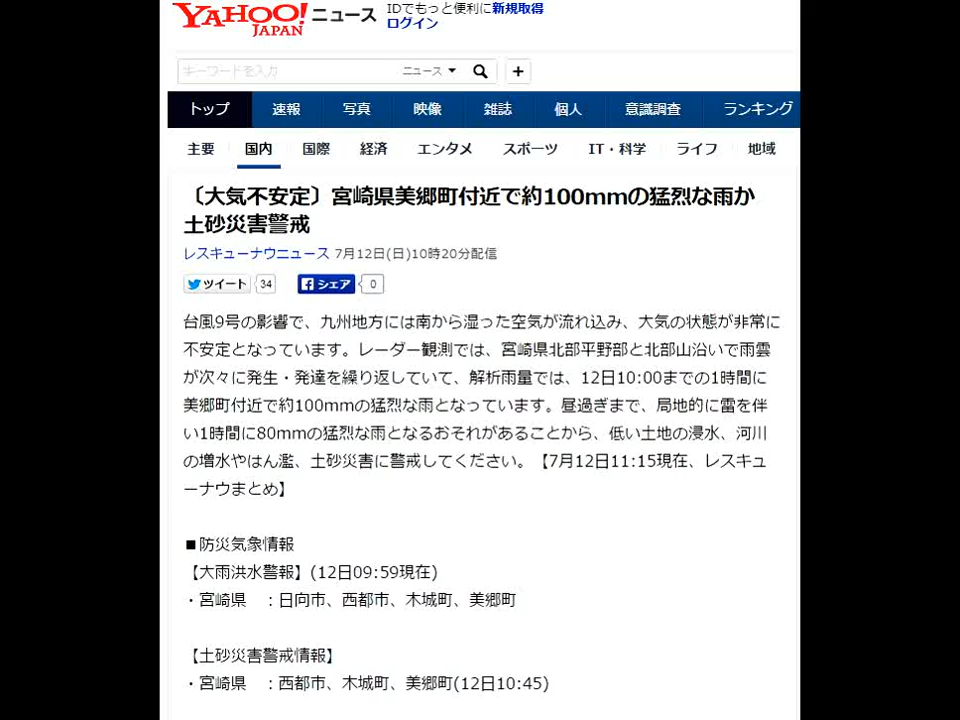 YAHOO! JAPAN ニュース
IDでもっと便利に新規取得
ログイン
キーワードを入力
ニュース
トップ 速報 写真 映像 雑誌 個人 意識調査 ランキング
主要 国内 国際 経済 エンタメ スポーツ IT・科学 ライフ 地域
〔大気不安定〕宮崎県美郷町付近で約100mmの猛烈な雨か
土砂災害警戒
レスキューナウニュース 7月12日(日)10時20分配信
ツイート 34 シェア 0
台風9号の影響で、九州地方には南から湿った空気が流れ込み、大気の状態が非常に
不安定となっています。レーダー観測では、宮崎県北部平野部と北部山沿いで雨雲
が次々に発生・発達を繰り返していて、解析雨量では、12日10:00までの1時間に
美郷町付近で約100mmの猛烈な雨となっています。昼過ぎまで、局地的に雷を伴
い1時間に80mmの猛烈な雨となるおそれがあることから、低い土地の浸水、河川
の増水やはん濫、土砂災害に警戒してください。【7月12日11:15現在、レスキュ
ーナウまとめ】
■防災気象情報
【大雨洪水警報】(12日09:59現在)
・宮崎県 ：日向市、西都市、木城町、美郷町
【土砂災害警戒情報】
・宮崎県 ：西都市、木城町、美郷町(12日10:45)